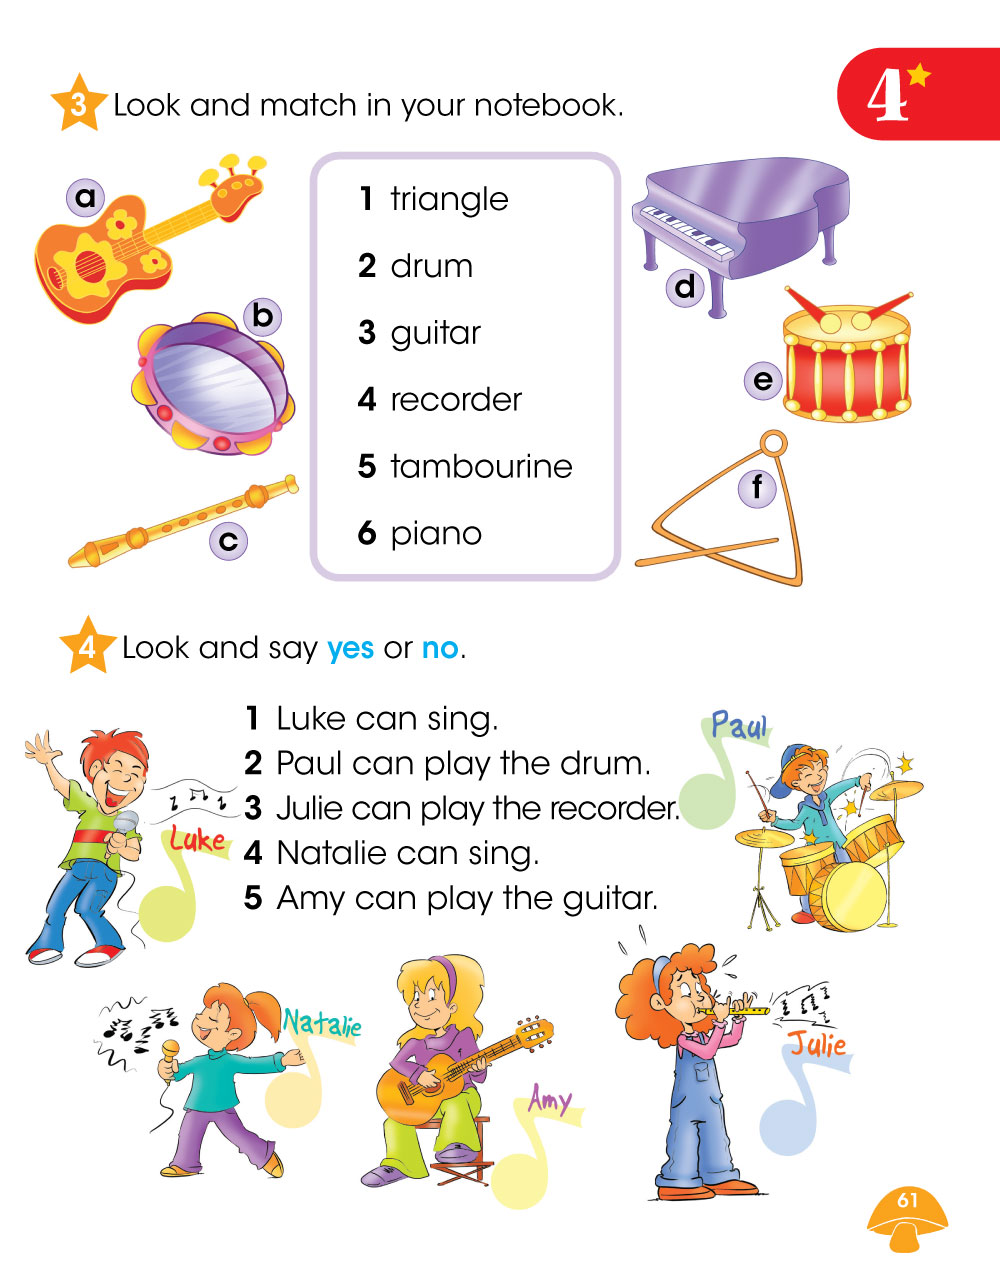 4
3 Look and match in your notebook.
a
b
c
1 triangle
2 drum
3 guitar
4 recorder
5 tambourine
6 piano
d
e
f
4 Look and say yes or no.
1 Luke can sing.
2 Paul can play the drum.
3 Julie can play the recorder.
4 Natalie can sing.
5 Amy can play the guitar.
Luke
Paul
Natalie
Amy
Julie
61